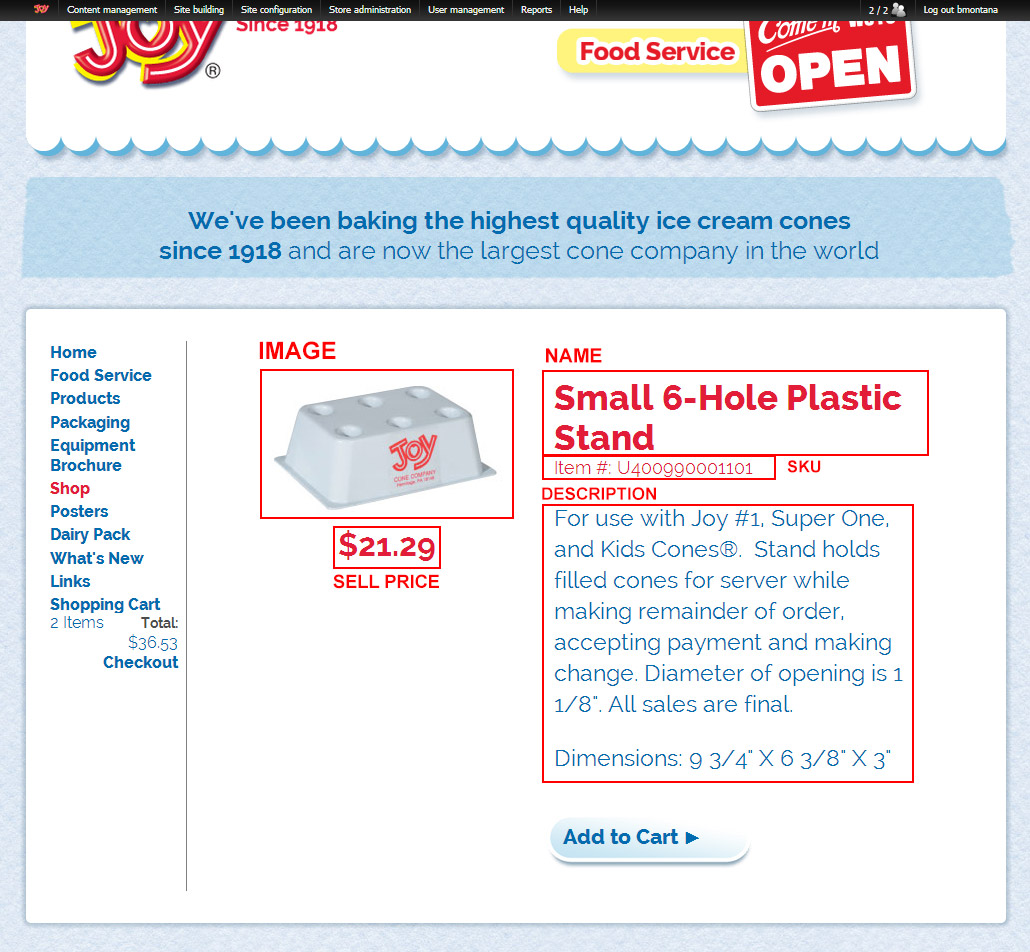 Joy Content management Site building Site configuration Store administration User management Reports Help 2 / 2 Log out bmontana
Joy ®
Since 1918
Food Service
Come in,
OPEN
We've been baking the highest quality ice cream cones
since 1918 and are now the largest cone company in the world
Home
Food Service
Products
Packaging
Equipment
Brochure
Shop
Posters
Dairy Pack
What's New
Links
Shopping Cart
2 Items Total:
$36.53
Checkout
IMAGE
JOY
CONE COMPANY
$21.29
SELL PRICE
NAME
Small 6-Hole Plastic
Stand
Item #: U400990001101 SKU
DESCRIPTION
For use with Joy #1, Super One,
and Kids Cones®. Stand holds
filled cones for server while
making remainder of order,
accepting payment and making
change. Diameter of opening is 1
1/8". All sales are final.
Dimensions: 9 3/4" X 6 3/8" X 3"
Add to Cart ►